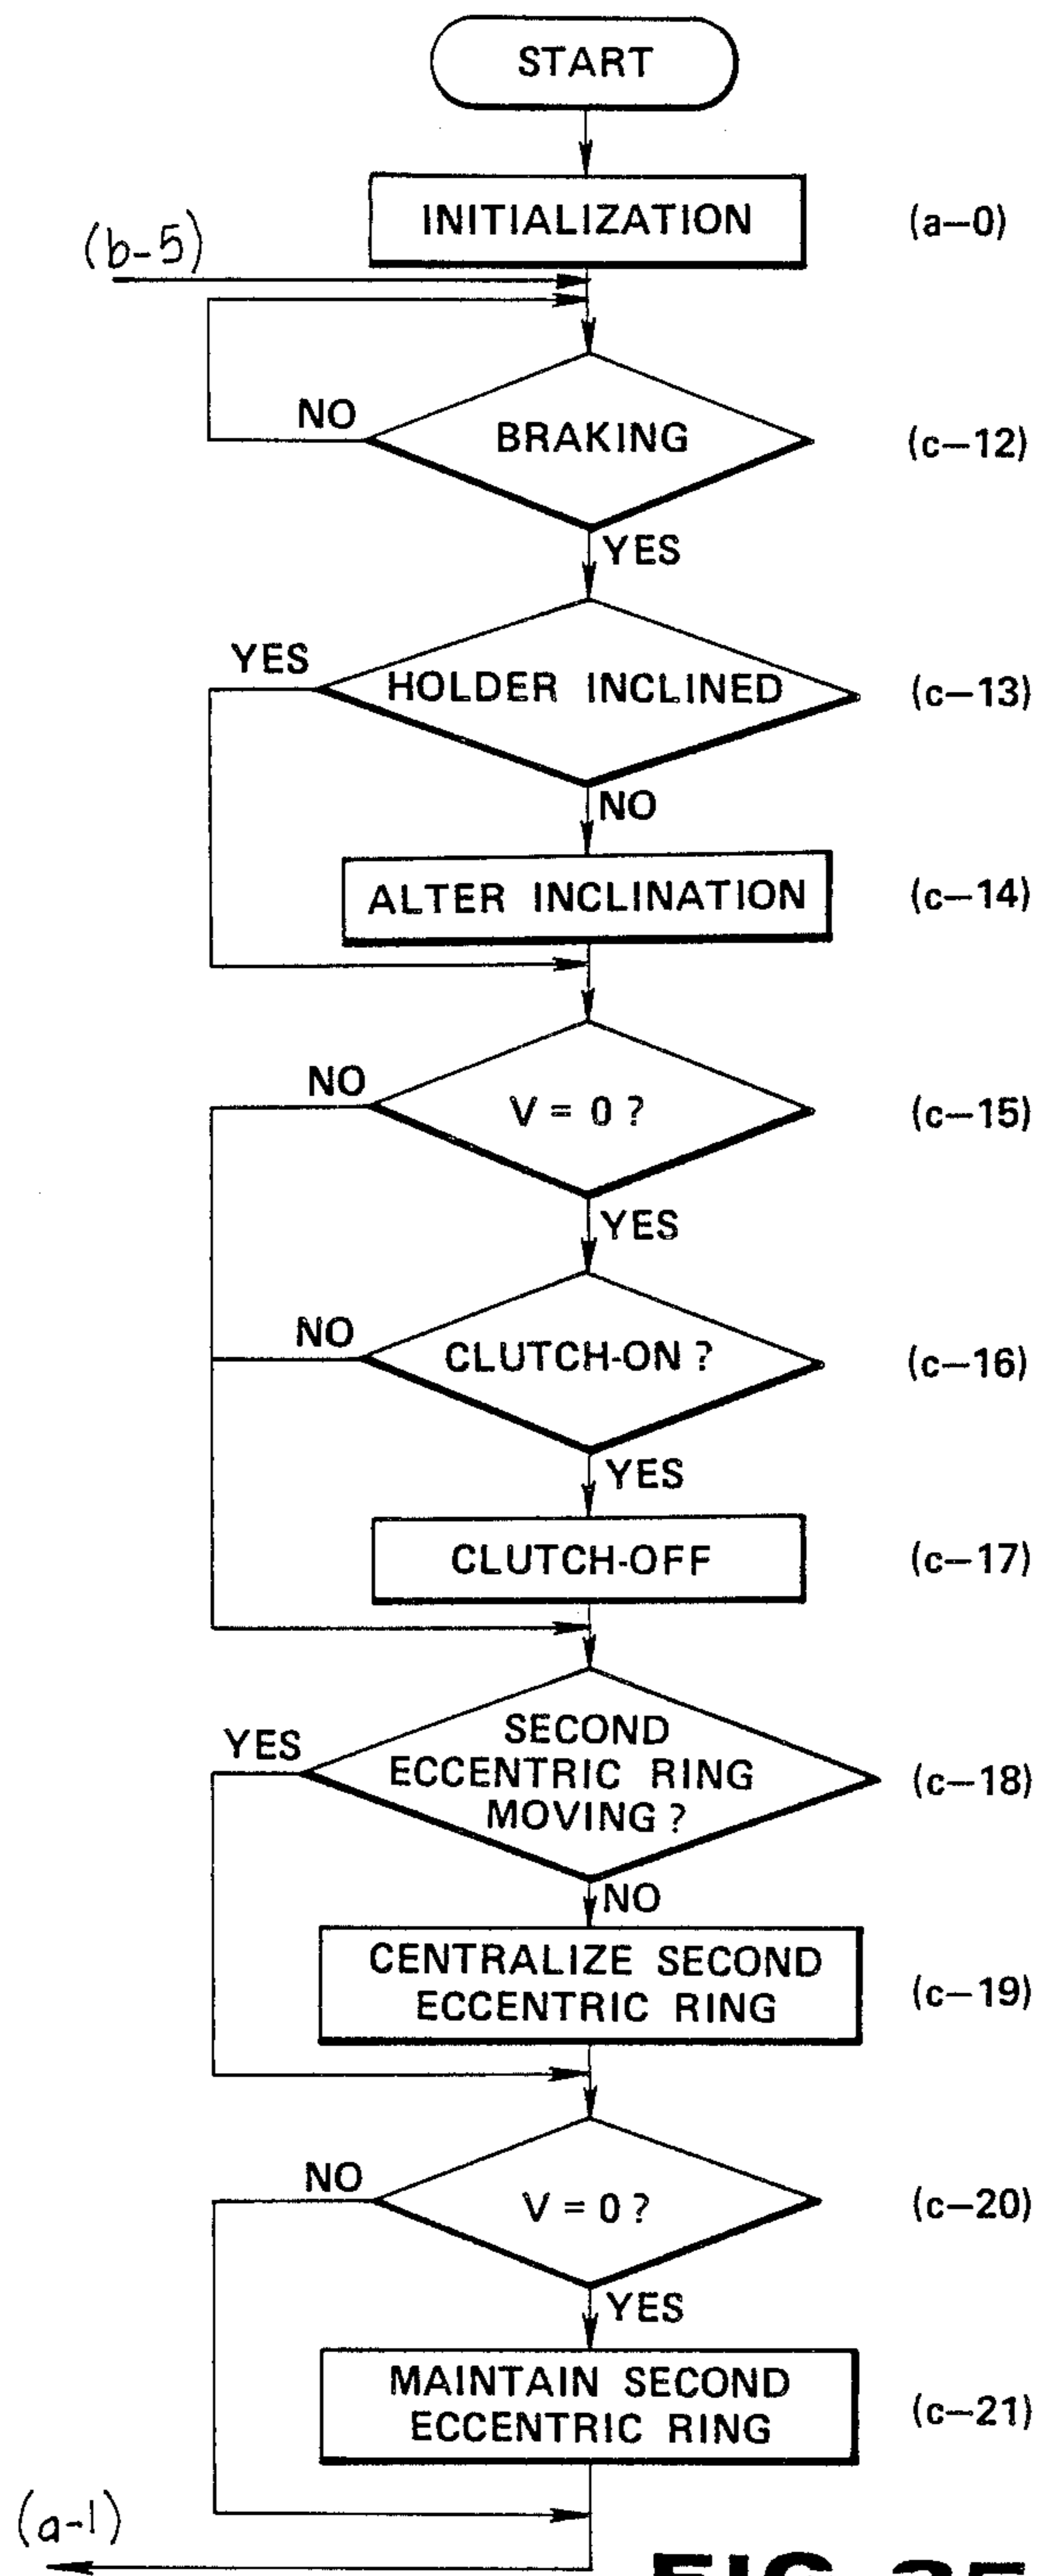 START
INITIALIZATION (a—0)
(b-5)
NO
BRAKING (c—12)
YES
YES
HOLDER INCLINED (c—13)
NO
ALTER INCLINATION (c—14)
NO
V = 0 ? (c—15)
YES
NO
CLUTCH-ON ? (c—16)
YES
CLUTCH-OFF (c—17)
YES
SECOND
ECCENTRIC RING (c—18)
MOVING ?
NO
CENTRALIZE SECOND
ECCENTRIC RING (c—19)
NO
V = 0 ? (c—20)
YES
MAINTAIN SECOND
ECCENTRIC RING (c—21)
(a-1)